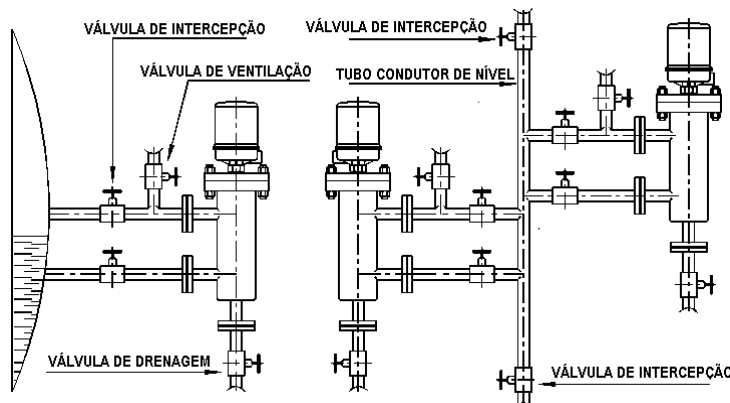 VÁLVULA DE INTERCEPÇÃO
VÁLVULA DE INTERCEPÇÃO
VÁLVULA DE VENTILAÇÃO
TUBO CONDUTOR DE NÍVEL
VÁLVULA DE DRENAGEM
VÁLVULA DE INTERCEPÇÃO